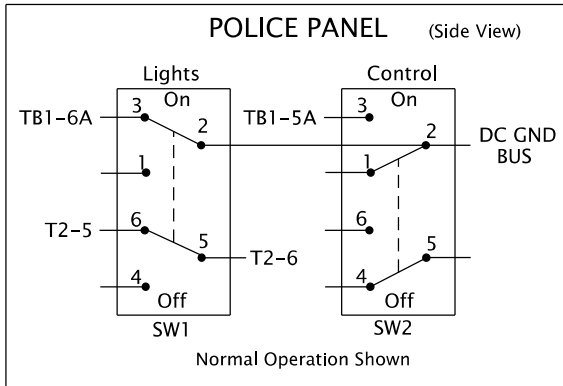 POLICE PANEL (Side View)
Lights Control
On On
TB1-6A 3 TB1-5A 3
2 2
DC GND
BUS
1 1
T2-5 6 6
5 T2-6 5
4 4
Off Off
SW1 SW2
Normal Operation Shown